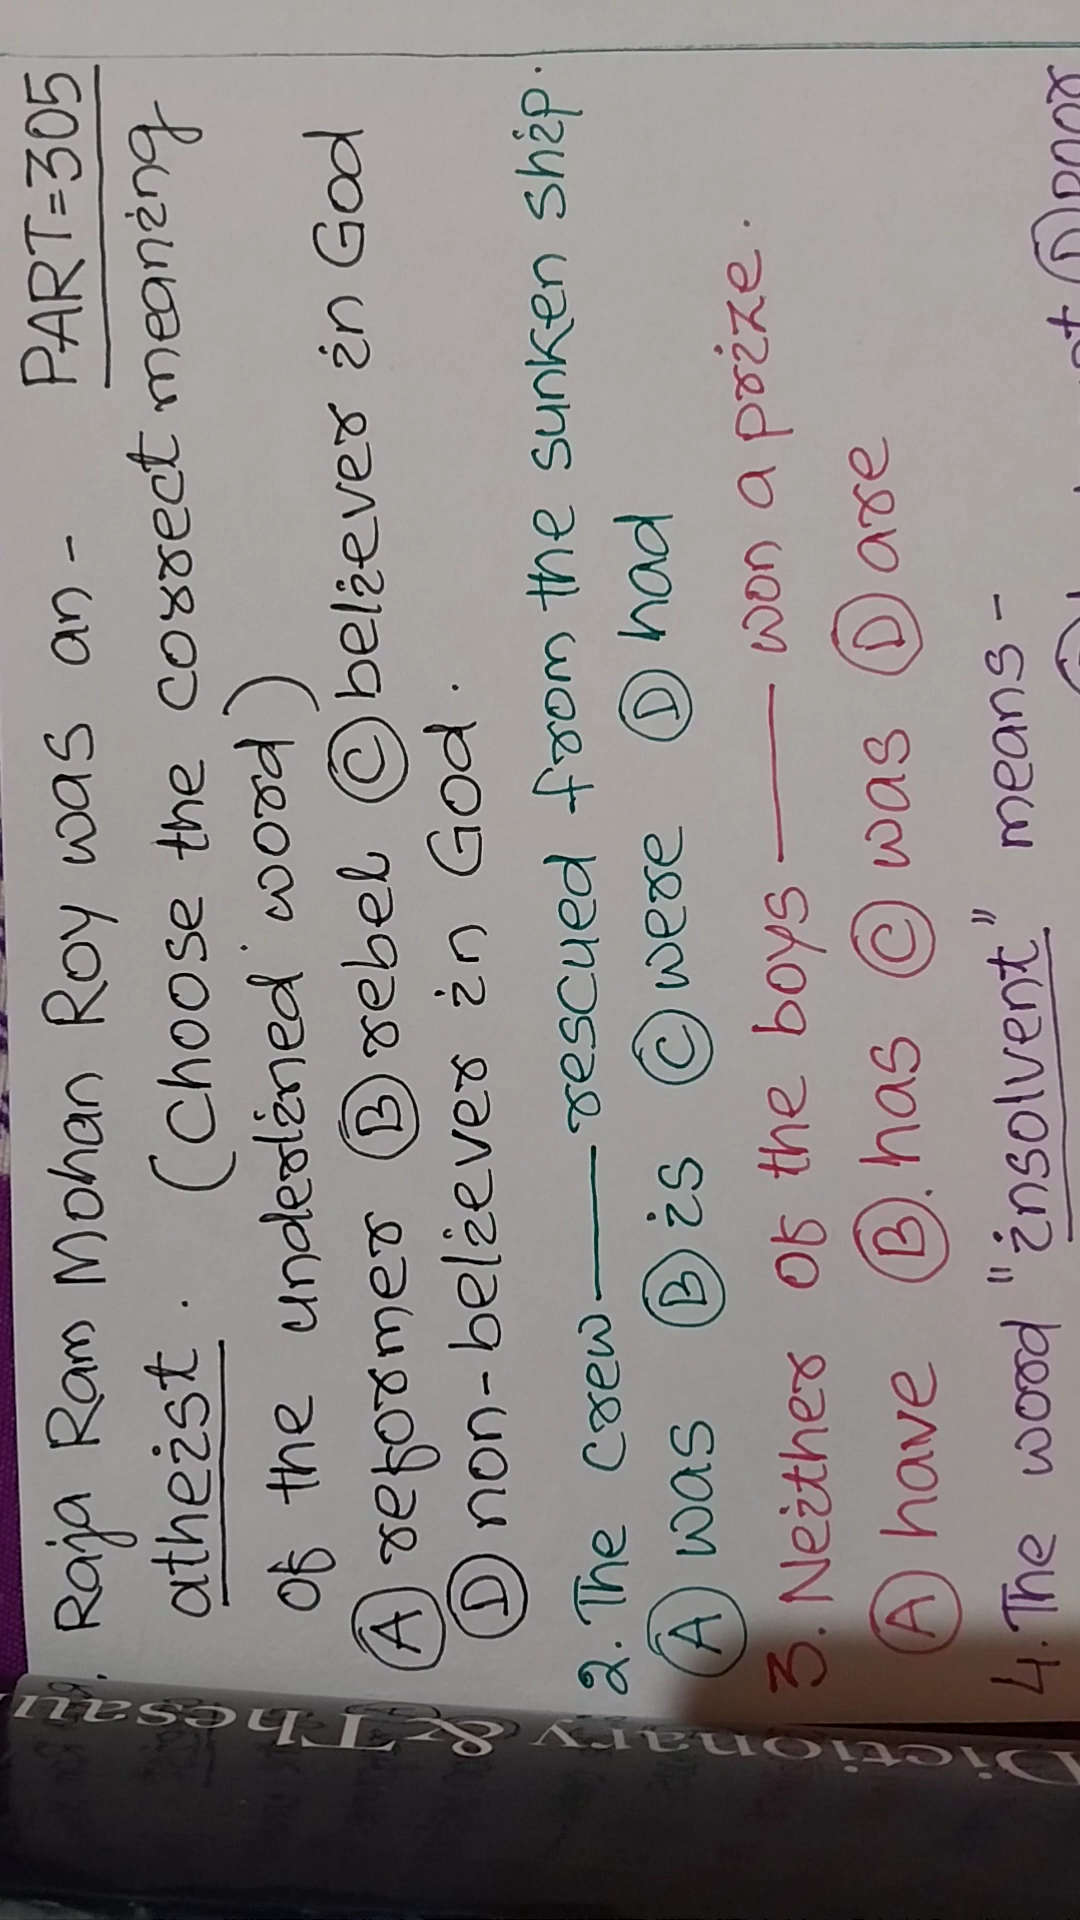 PART=305
. Raja Ram Mohan Roy was an -
atheist. (Choose the correct meaning
of the underlined word)
(A) reformer (B) rebel (C) believer in God
(D) non-believer in God.
2. The crew —— rescued from the sunken ship.
(A) was (B) is (C) were (D) had
3. Neither of the boys —— won a prize.
(A) have (B). has (C) was (D) are
4. The word "insolvent" means -
(D) poor
Dictionary & Thesau